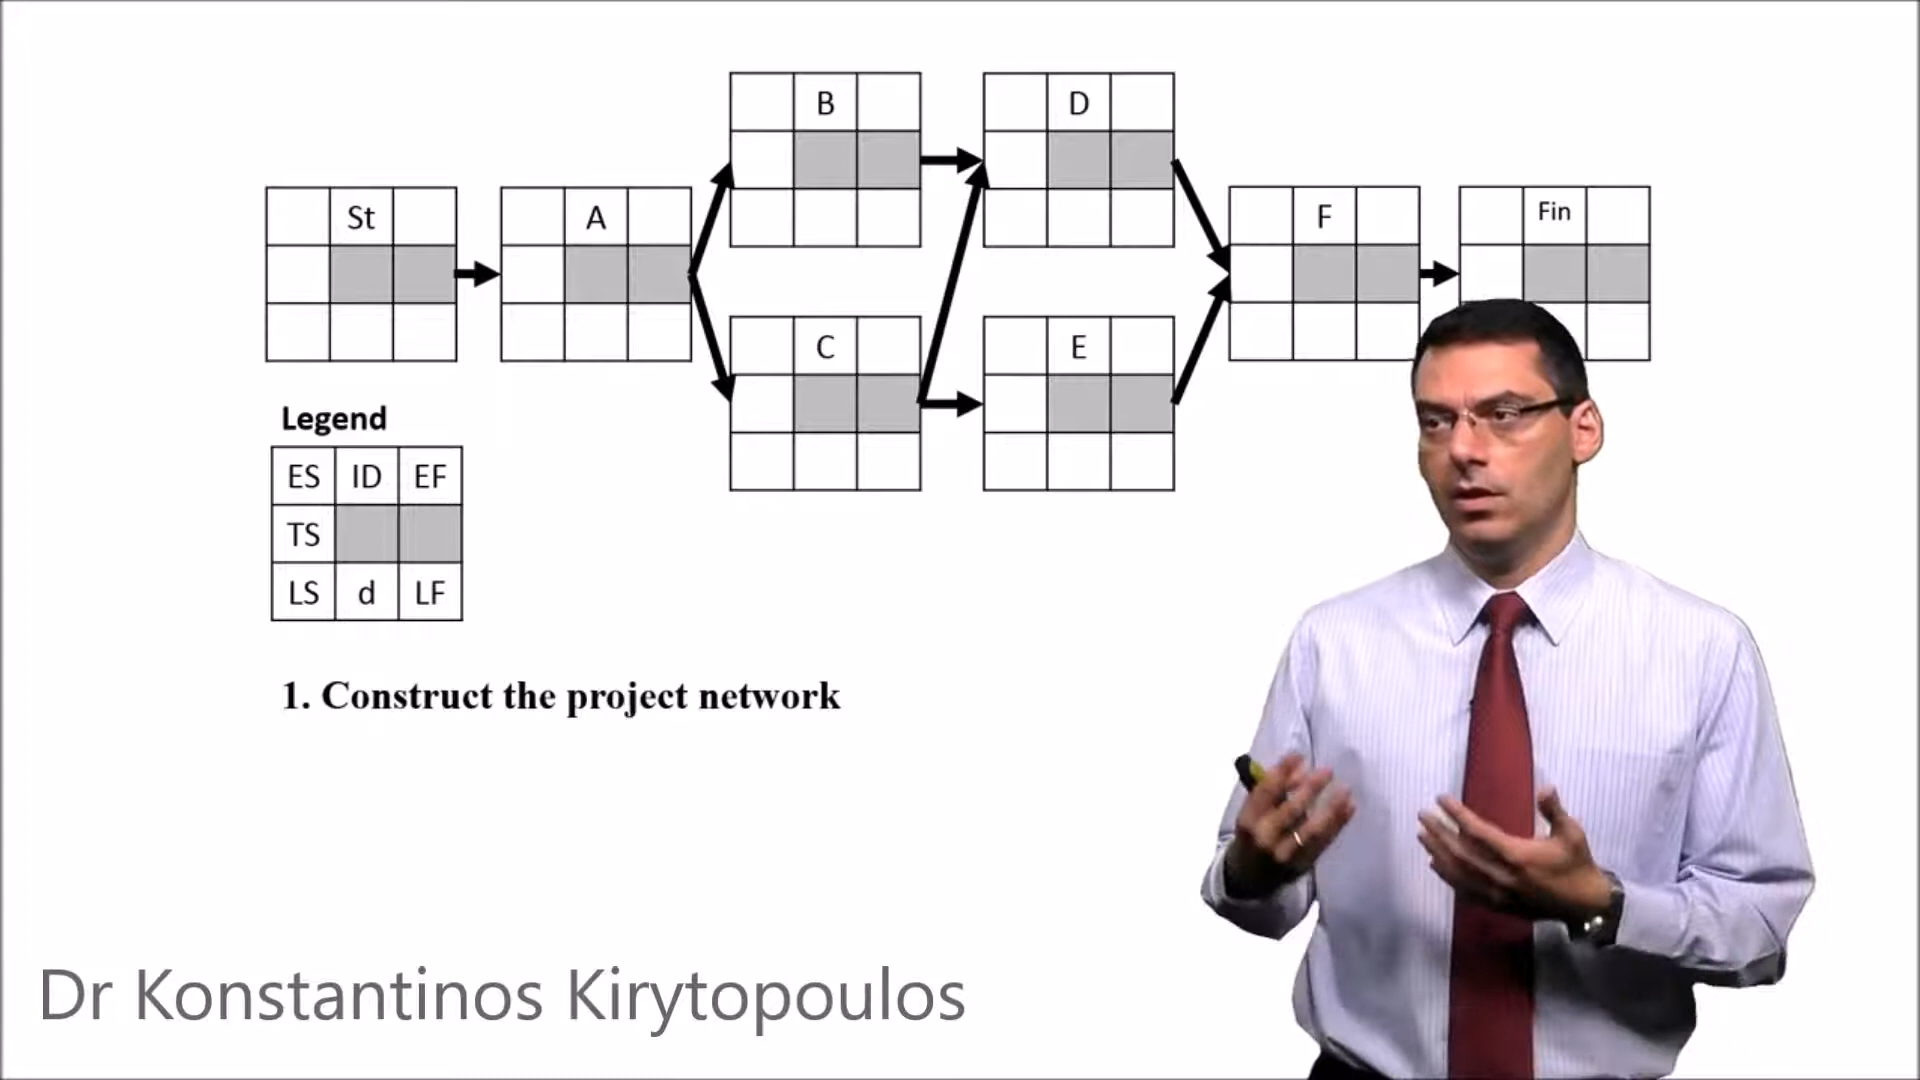 B
D
St
A
F
Fin
C
E
Legend
ES ID EF
TS
LS d LF
1. Construct the project network
Dr Konstantinos Kirytopoulos